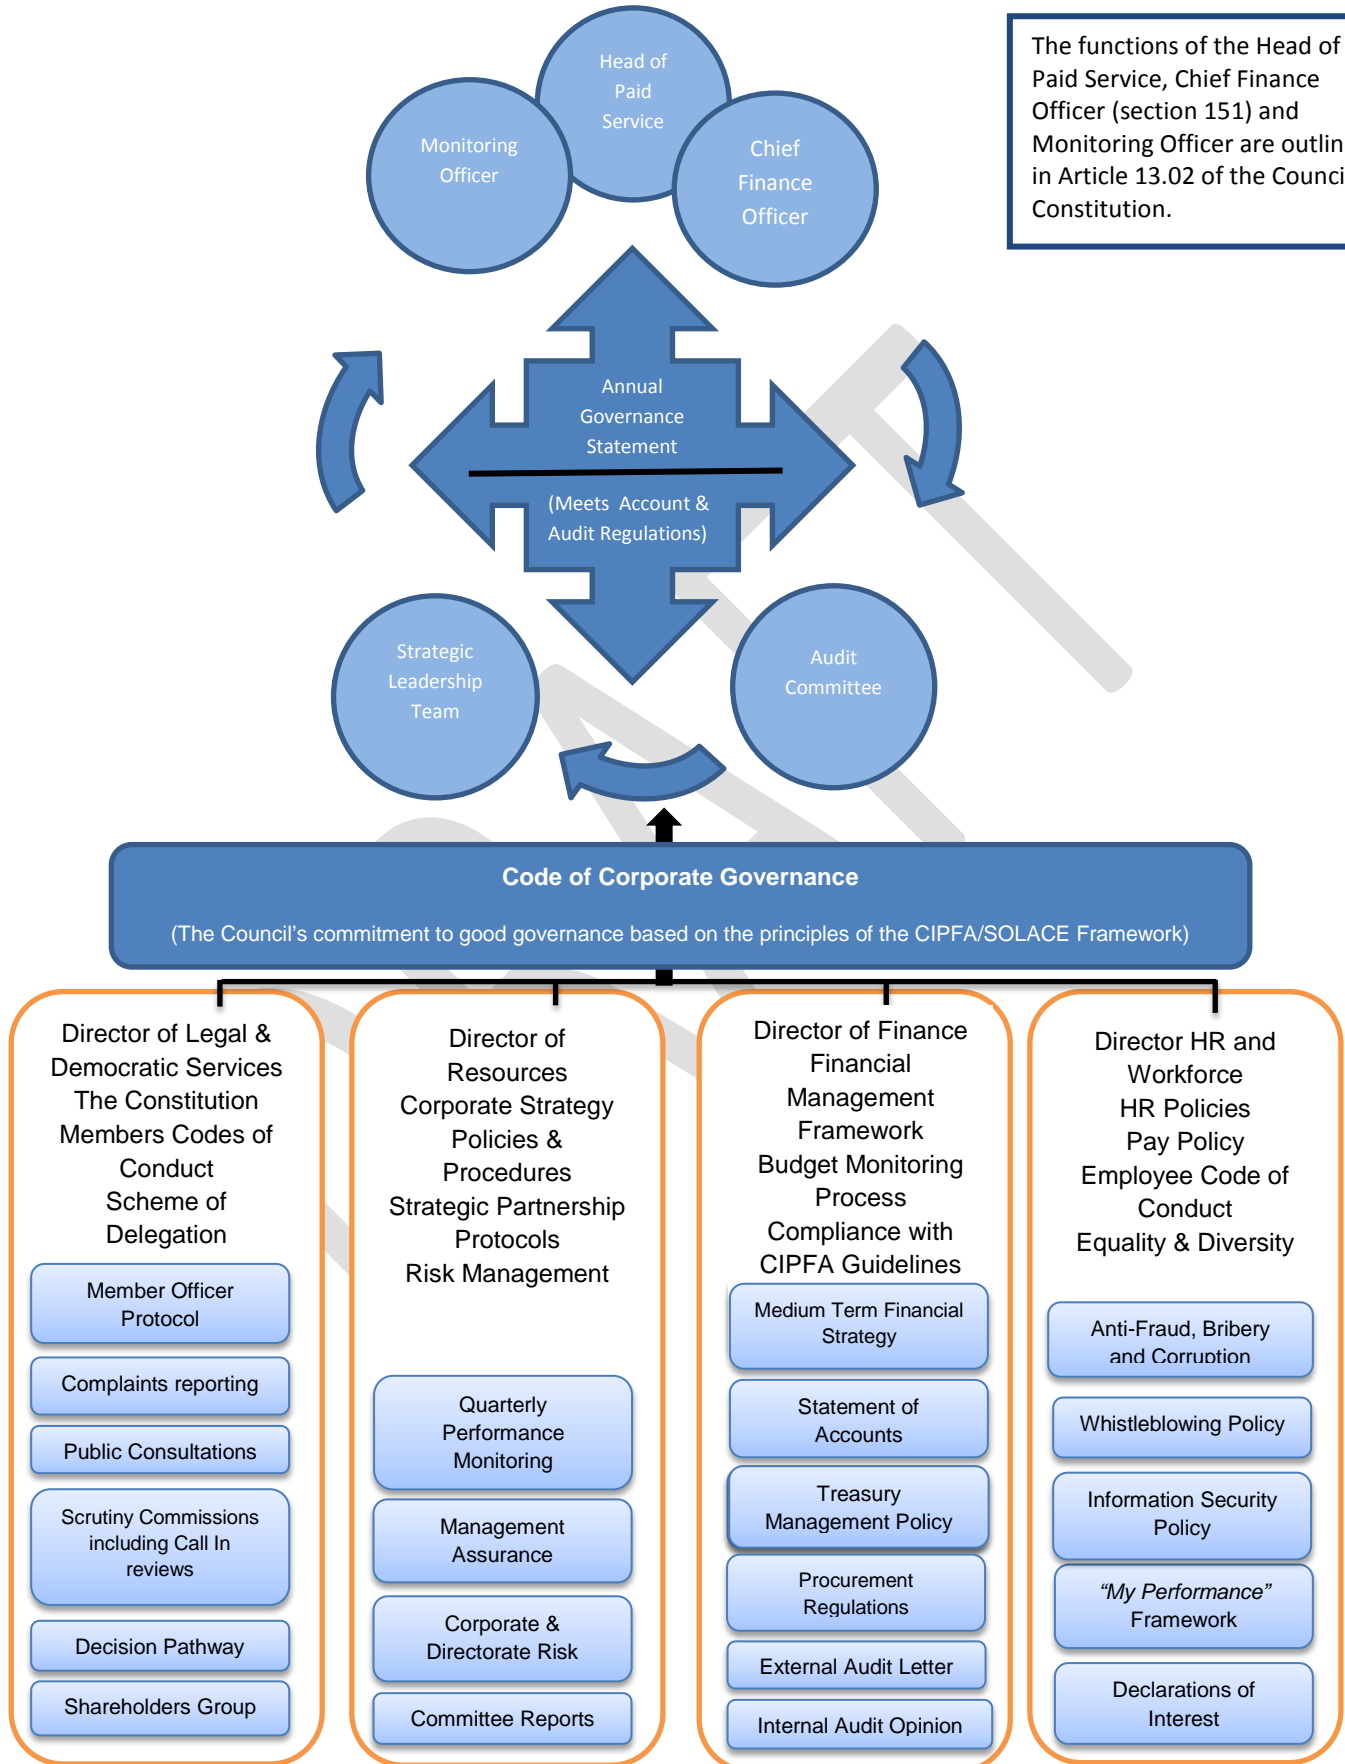 Head of
Paid
Service
Monitoring
Officer
Chief
Finance
Officer
The functions of the Head of
Paid Service, Chief Finance
Officer (section 151) and
Monitoring Officer are outlin
in Article 13.02 of the Counci
Constitution.
Annual
Governance
Statement
(Meets Account &
Audit Regulations)
Strategic
Leadership
Team
Audit
Committee
Code of Corporate Governance
(The Council’s commitment to good governance based on the principles of the CIPFA/SOLACE Framework)
Director of Legal &
Democratic Services
The Constitution
Members Codes of
Conduct
Scheme of
Delegation
Member Officer
Protocol
Complaints reporting
Public Consultations
Scrutiny Commissions
including Call In
reviews
Decision Pathway
Shareholders Group
Director of
Resources
Corporate Strategy
Policies &
Procedures
Strategic Partnership
Protocols
Risk Management
Quarterly
Performance
Monitoring
Management
Assurance
Corporate &
Directorate Risk
Committee Reports
Director of Finance
Financial
Management
Framework
Budget Monitoring
Process
Compliance with
CIPFA Guidelines
Medium Term Financial
Strategy
Statement of
Accounts
Treasury
Management Policy
Procurement
Regulations
External Audit Letter
Internal Audit Opinion
Director HR and
Workforce
HR Policies
Pay Policy
Employee Code of
Conduct
Equality & Diversity
Anti-Fraud, Bribery
and Corruption
Whistleblowing Policy
Information Security
Policy
“My Performance”
Framework
Declarations of
Interest
DRAFT